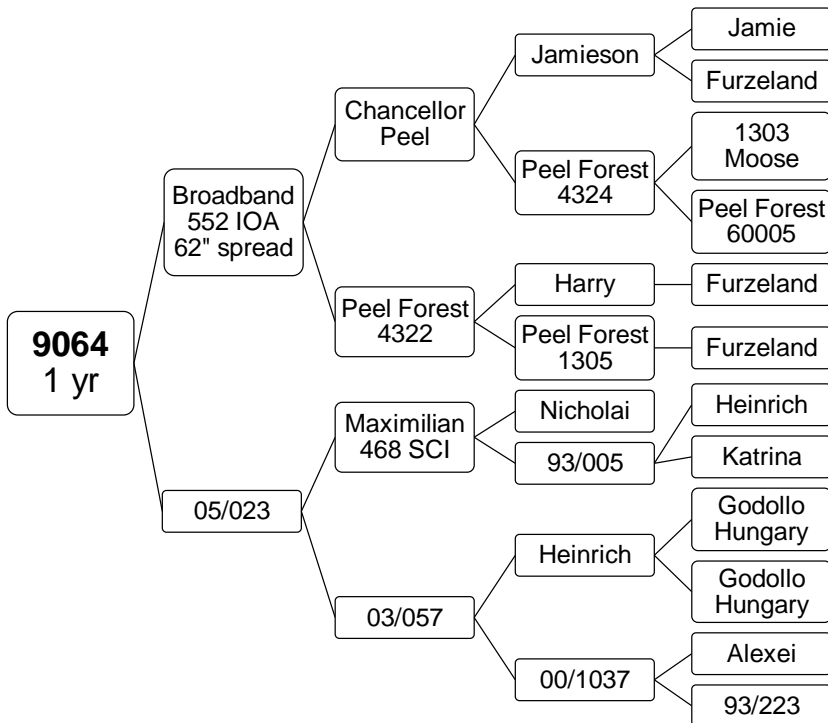 9064
1 yr
Broadband
552 IOA
62" spread
05/023
Chancellor
Peel
Peel Forest
4322
Maximilian
468 SCI
03/057
Jamieson
Peel Forest
4324
Harry
Peel Forest
1305
Nicholai
93/005
Heinrich
00/1037
Jamie
Furzeland
1303
Moose
Peel Forest
60005
Furzeland
Furzeland
Heinrich
Katrina
Godollo
Hungary
Godollo
Hungary
Alexei
93/223